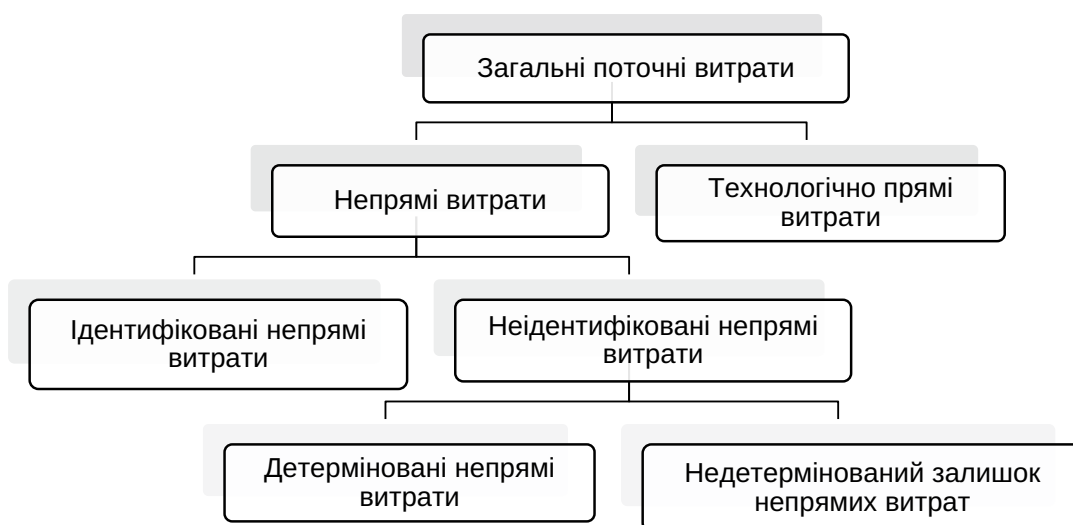 Загальні поточні витрати
Непрямі витрати
Технологічно прямі
витрати
Ідентифіковані непрямі
витрати
Неідентифіковані непрямі
витрати
Детерміновані непрямі
витрати
Недетермінований залишок
непрямих витрат